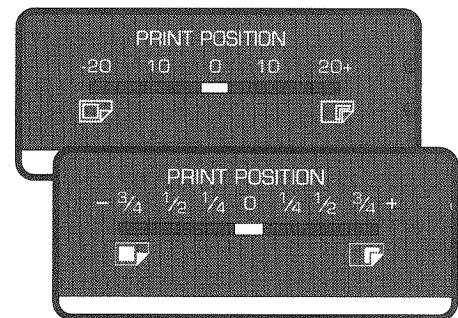 PRINT POSITION
-20 10 0 10 20+
PRINT POSITION
- 3/4 1/2 1/4 0 1/4 1/2 3/4 +